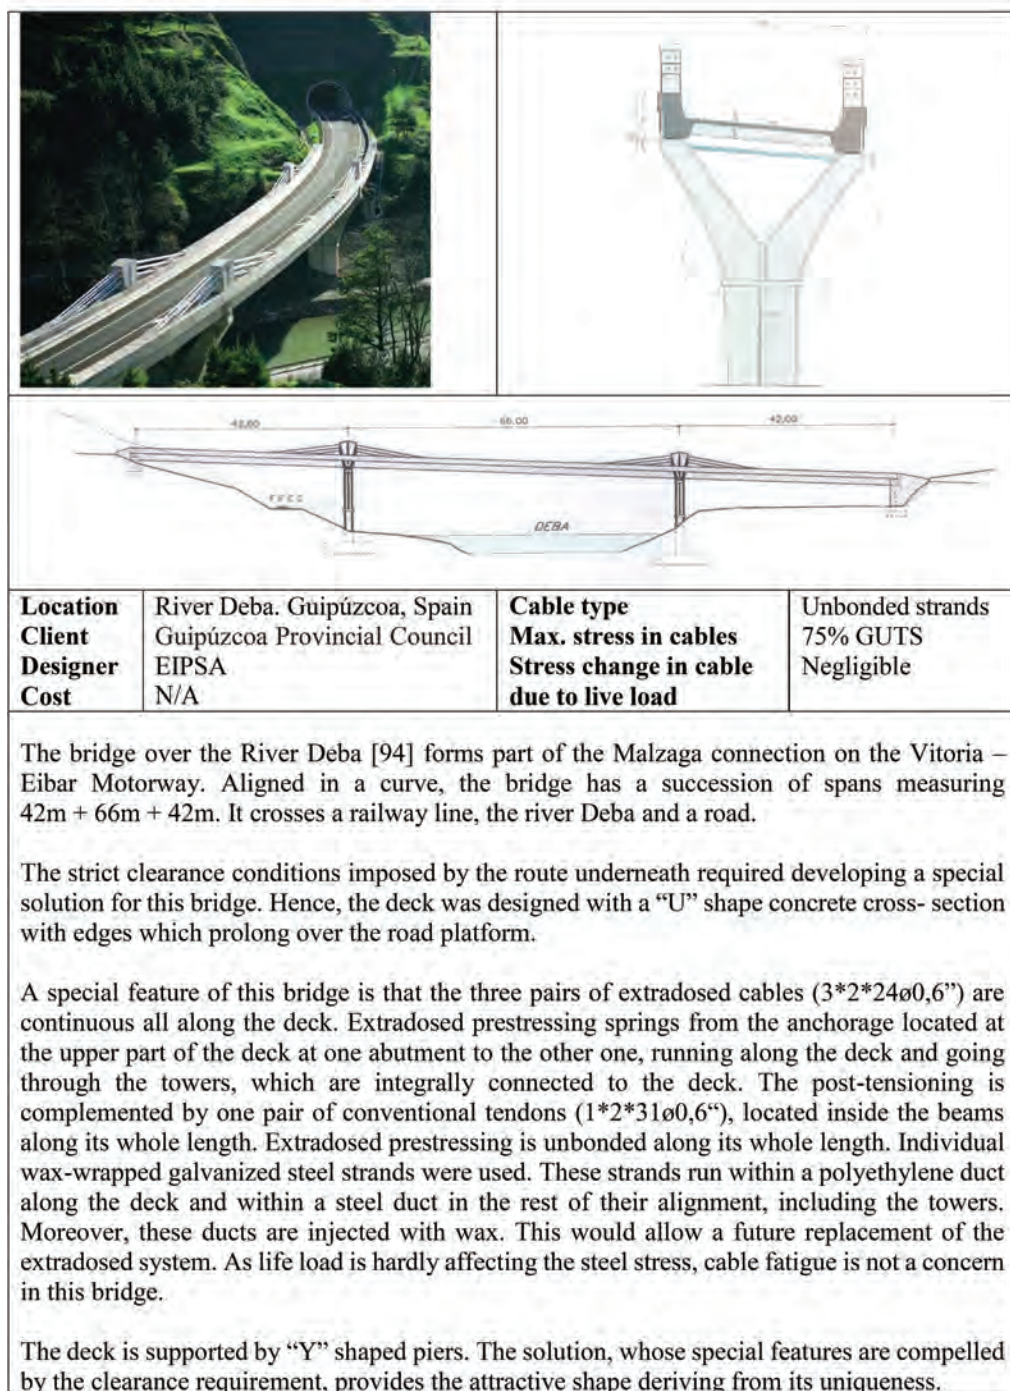 42,00 66,00 42,00
F F C C
DEBA
Location River Deba. Guipúzcoa, Spain Cable type Unbonded strands
Client Guipúzcoa Provincial Council Max. stress in cables 75% GUTS
Designer EIPSA Stress change in cable Negligible
Cost N/A due to live load
The bridge over the River Deba [94] forms part of the Malzaga connection on the Vitoria –
Eibar Motorway. Aligned in a curve, the bridge has a succession of spans measuring
42m + 66m + 42m. It crosses a railway line, the river Deba and a road.
The strict clearance conditions imposed by the route underneath required developing a special
solution for this bridge. Hence, the deck was designed with a “U” shape concrete cross- section
with edges which prolong over the road platform.
A special feature of this bridge is that the three pairs of extradosed cables (3*2*24ø0,6”) are
continuous all along the deck. Extradosed prestressing springs from the anchorage located at
the upper part of the deck at one abutment to the other one, running along the deck and going
through the towers, which are integrally connected to the deck. The post-tensioning is
complemented by one pair of conventional tendons (1*2*31ø0,6“), located inside the beams
along its whole length. Extradosed prestressing is unbonded along its whole length. Individual
wax-wrapped galvanized steel strands were used. These strands run within a polyethylene duct
along the deck and within a steel duct in the rest of their alignment, including the towers.
Moreover, these ducts are injected with wax. This would allow a future replacement of the
extradosed system. As life load is hardly affecting the steel stress, cable fatigue is not a concern
in this bridge.
The deck is supported by “Y” shaped piers. The solution, whose special features are compelled
by the clearance requirement, provides the attractive shape deriving from its uniqueness.